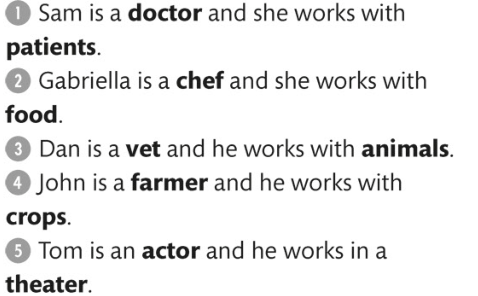 1 Sam is a doctor and she works with
patients.
2 Gabriella is a chef and she works with
food.
3 Dan is a vet and he works with animals.
4 John is a farmer and he works with
crops.
5 Tom is an actor and he works in a
theater.